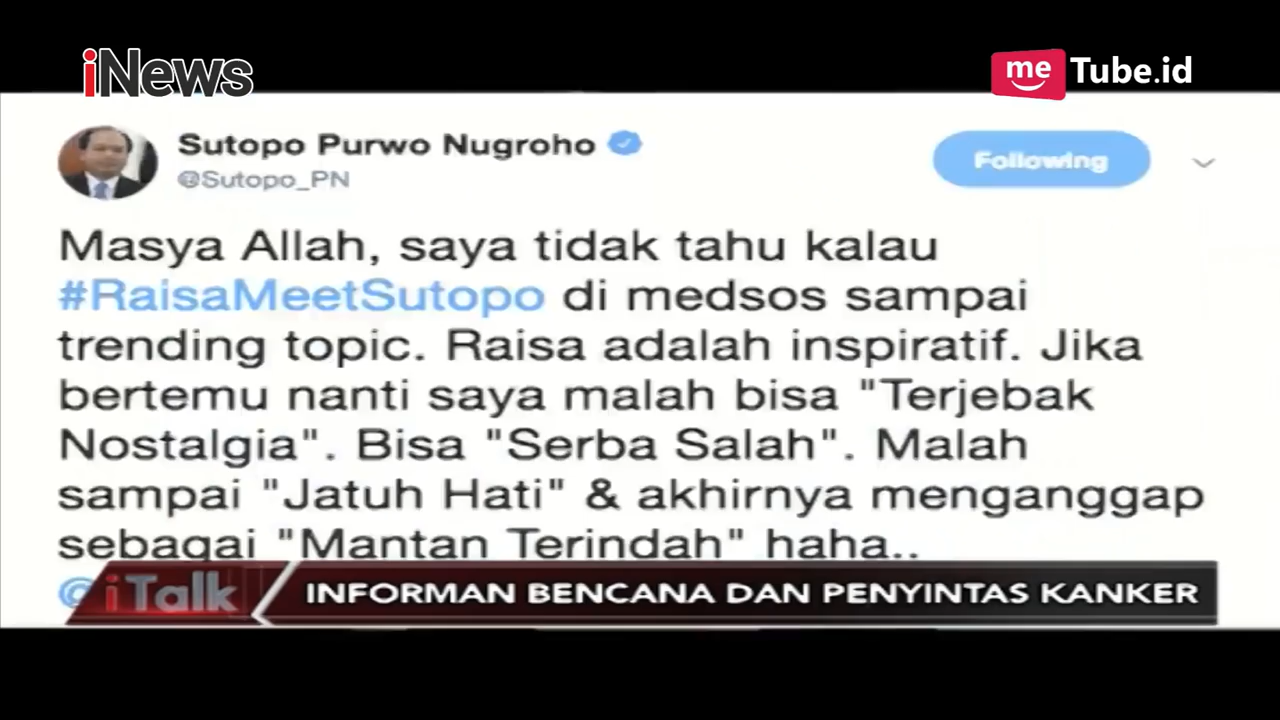 iNews
me Tube.id
Sutopo Purwo Nugroho
@Sutopo_PN
Following
Masya Allah, saya tidak tahu kalau
#RaisaMeetSutopo di medsos sampai
trending topic. Raisa adalah inspiratif. Jika
bertemu nanti saya malah bisa "Terjebak
Nostalgia". Bisa "Serba Salah". Malah
sampai "Jatuh Hati" & akhirnya menganggap
sebagai "Mantan Terindah" haha..
@
iTalk
INFORMAN BENCANA DAN PENYINTAS KANKER